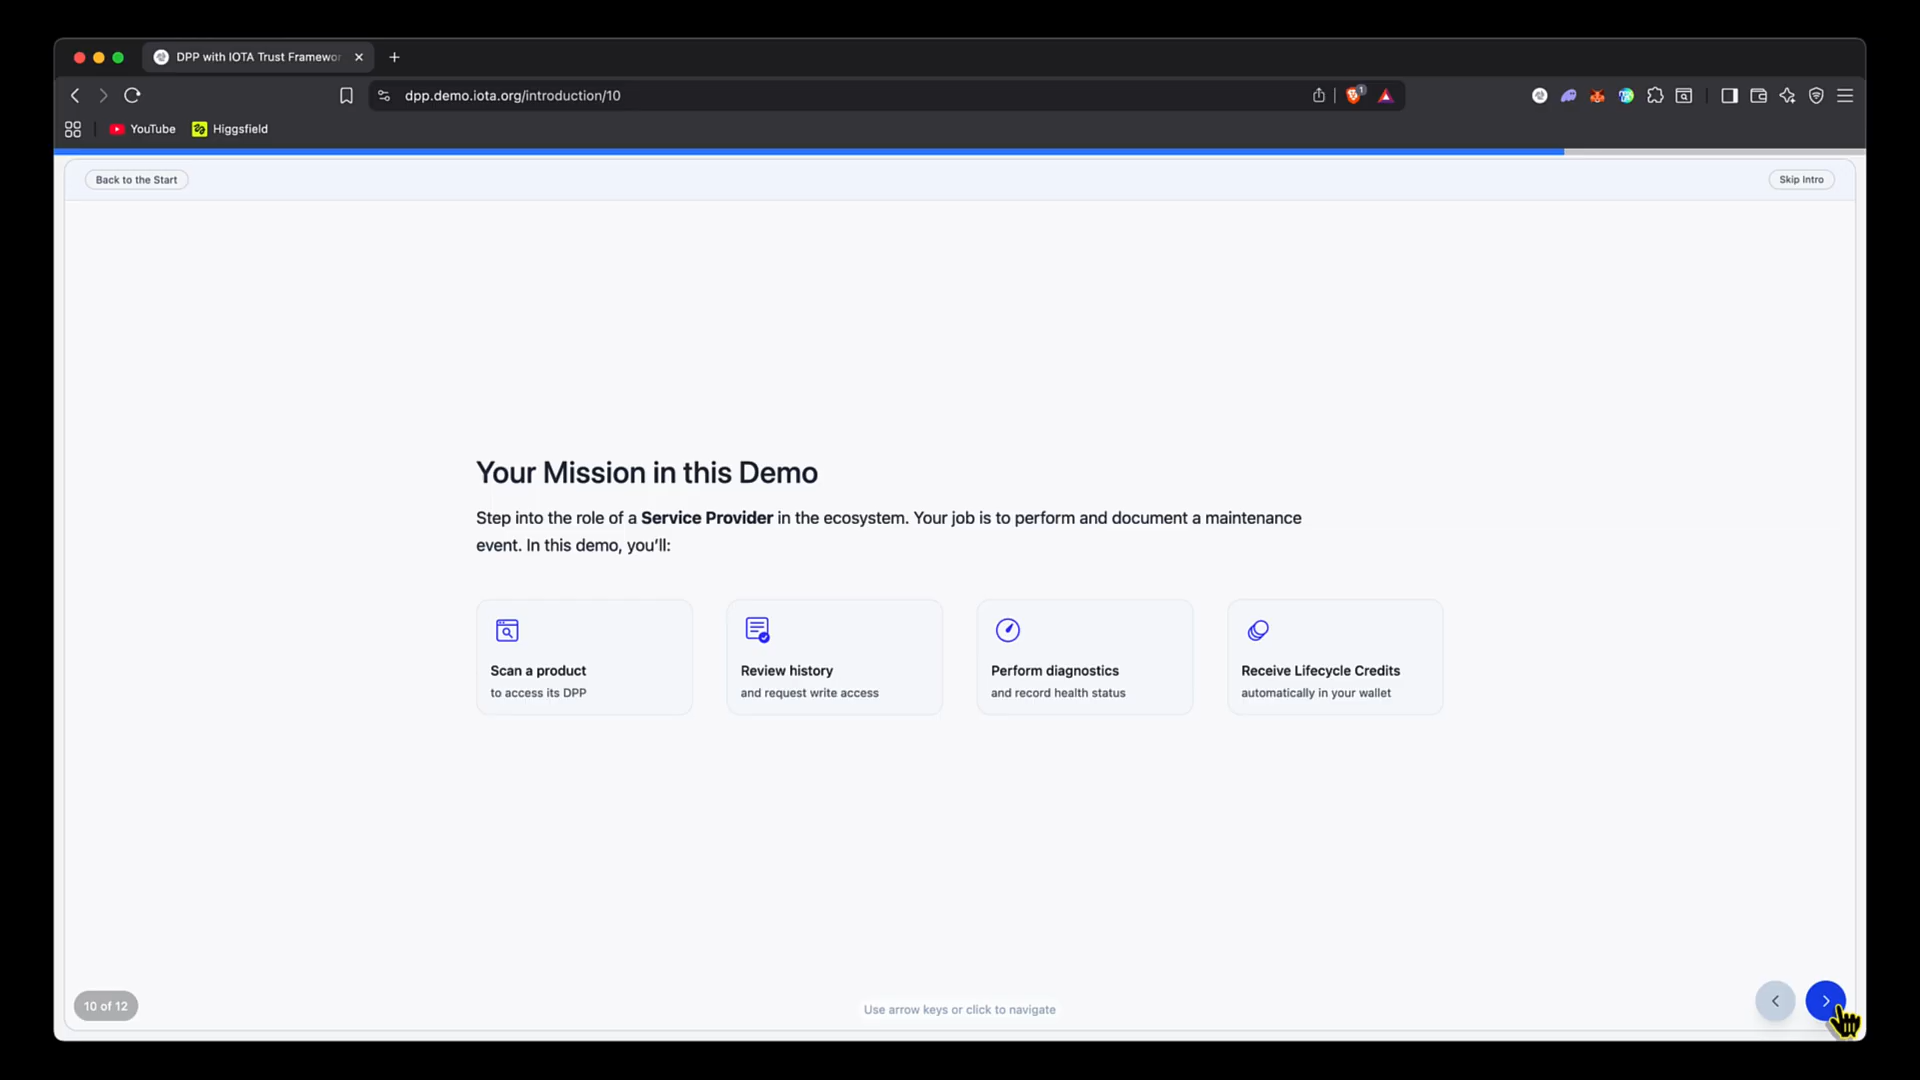 DPP with IOTA Trust Framewor
dpp.demo.iota.org/introduction/10
1
YouTube
Higgsfield
Back to the Start
Skip Intro
Your Mission in this Demo
Step into the role of a Service Provider in the ecosystem. Your job is to perform and document a maintenance
event. In this demo, you'll:
Scan a product
to access its DPP
Review history
and request write access
Perform diagnostics
and record health status
Receive Lifecycle Credits
automatically in your wallet
10 of 12
Use arrow keys or click to navigate